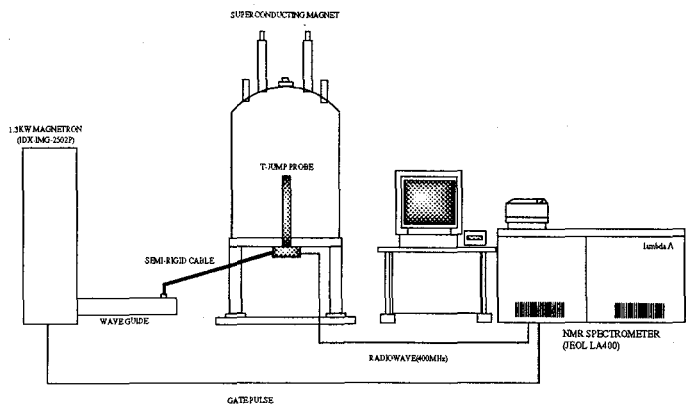 SUPERCONDUCTING MAGNET
1.3KW MAGNETRON
(IDX-IMG-2502P)
T-JUMP PROBE
lambda A
SEMI-RIGID CABLE
WAVE GUIDE
NMR SPECTROMETER
(JEOL LA400)
RADIOWAVE(400MHz)
GATE PULSE